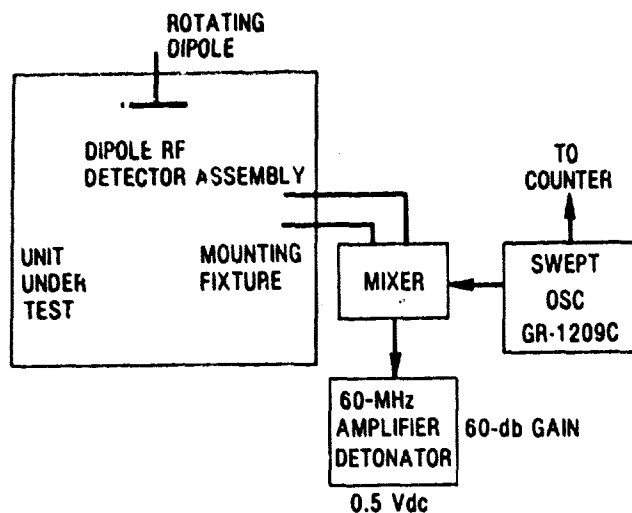 ROTATING
DIPOLE
DIPOLE RF
DETECTOR ASSEMBLY
UNIT
UNDER
TEST
MOUNTING
FIXTURE
MIXER
TO
COUNTER
SWEPT
OSC
GR-1209C
60-MHz
AMPLIFIER
DETONATOR
60-db GAIN
0.5 Vdc